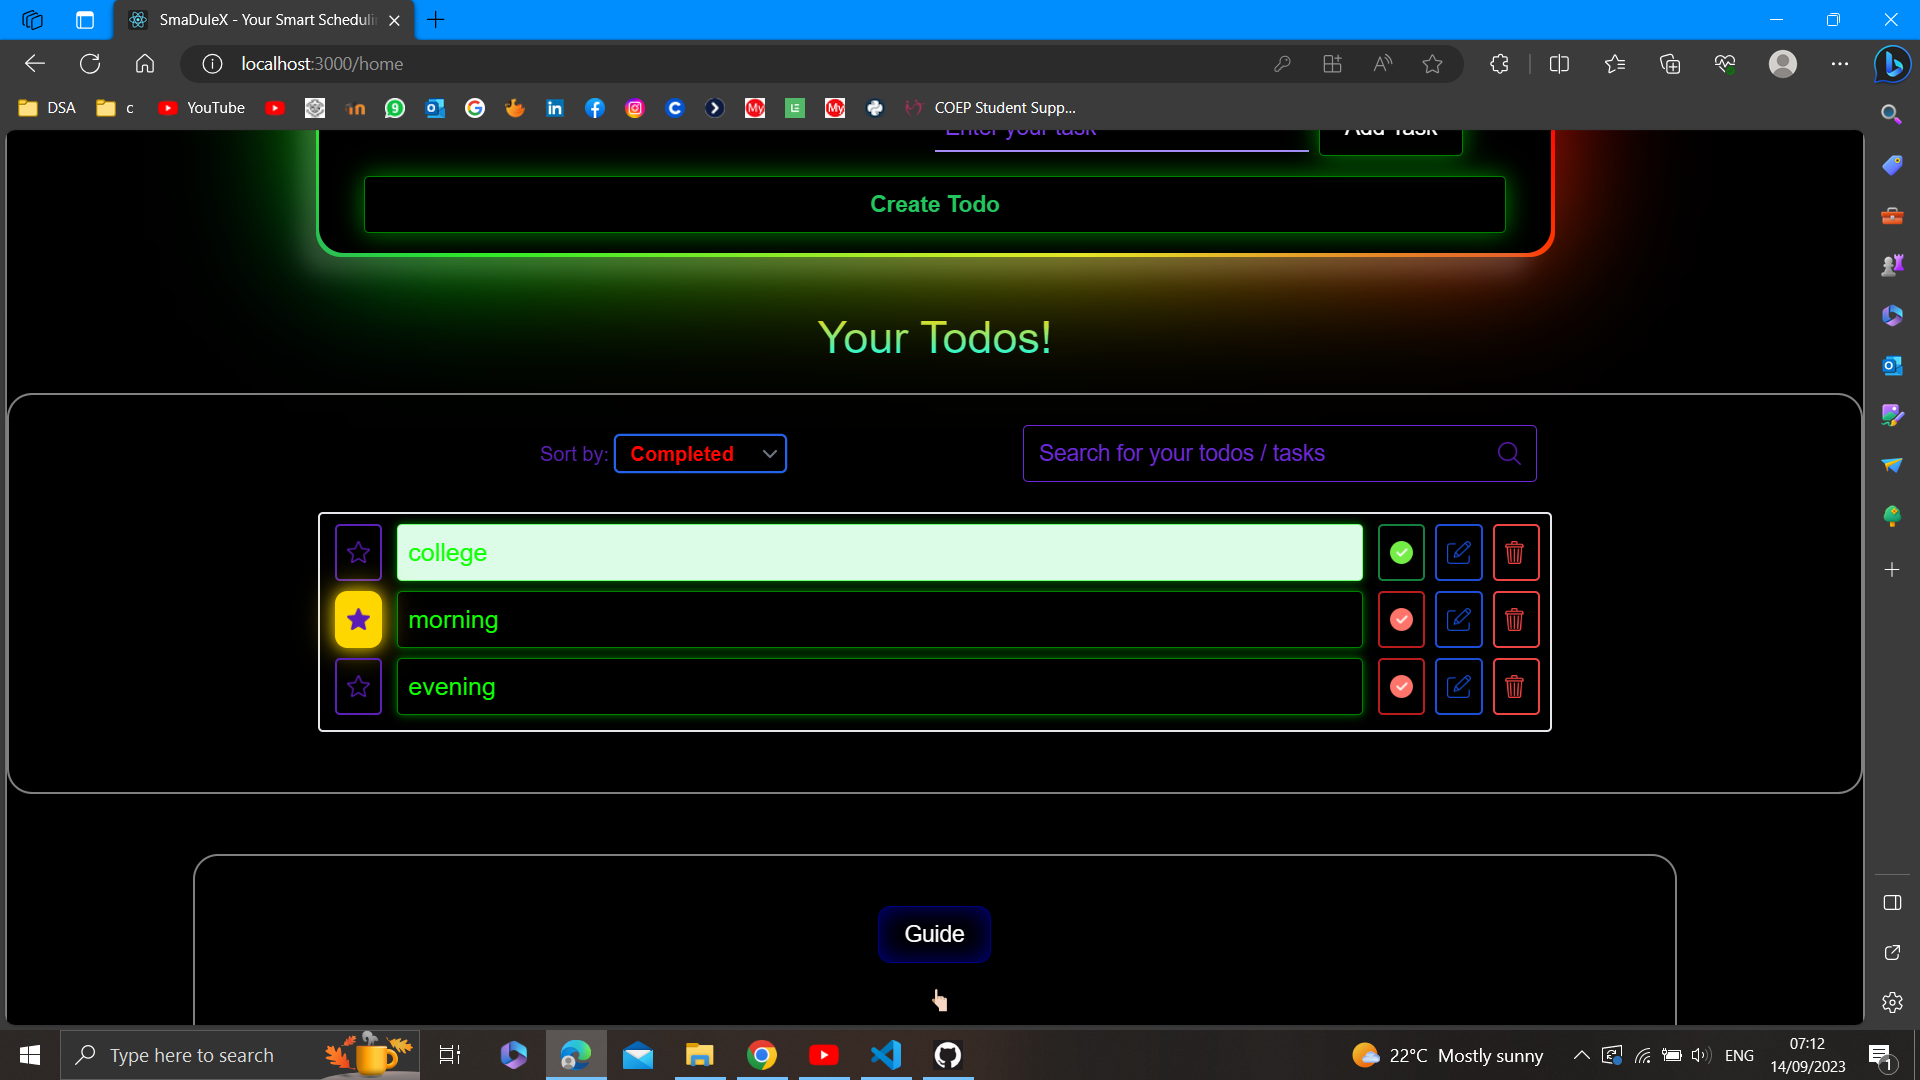 SmaDuleX - Your Smart Scheduli
localhost:3000/home
DSA
c
YouTube
COEP Student Supp...
Enter your task
Add Task
Create Todo
Your Todos!
Sort by:
Completed
Search for your todos / tasks
college
morning
evening
Guide
Type here to search
22°C Mostly sunny
ENG
07:12
14/09/2023
1